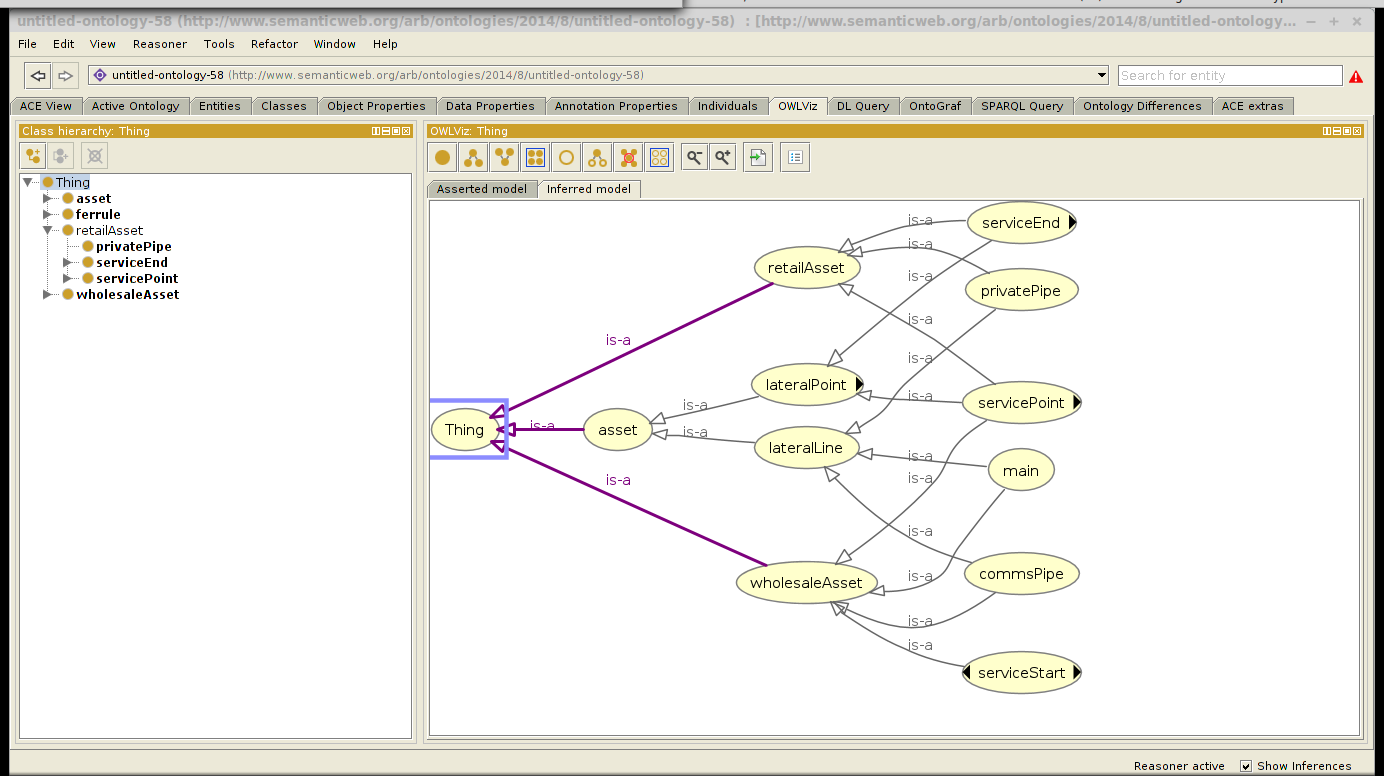 untitled-ontology-58 (http://www.semanticweb.org/arb/ontologies/2014/8/untitled-ontology-58) : [http://www.semanticweb.org/arb/ontologies/2014/8/untitled-ontology...
File Edit View Reasoner Tools Refactor Window Help
untitled-ontology-58 (http://www.semanticweb.org/arb/ontologies/2014/8/untitled-ontology-58)
Search for entity
ACE View Active Ontology Entities Classes Object Properties Data Properties Annotation Properties Individuals OWLViz DL Query OntoGraf SPARQL Query Ontology Differences ACE extras
Class hierarchy: Thing
Thing
asset
ferrule
retailAsset
privatePipe
serviceEnd
servicePoint
wholesaleAsset
OWLViz: Thing
Asserted model Inferred model
is-a
serviceEnd
is-a
retailAsset
is-a
privatePipe
is-a
is-a
is-a
lateralPoint
is-a
servicePoint
is-a
Thing
is-a
asset
is-a
lateralLine
is-a
main
is-a
is-a
is-a
wholesaleAsset
is-a
commsPipe
is-a
is-a
serviceStart
Reasoner active Show Inferences